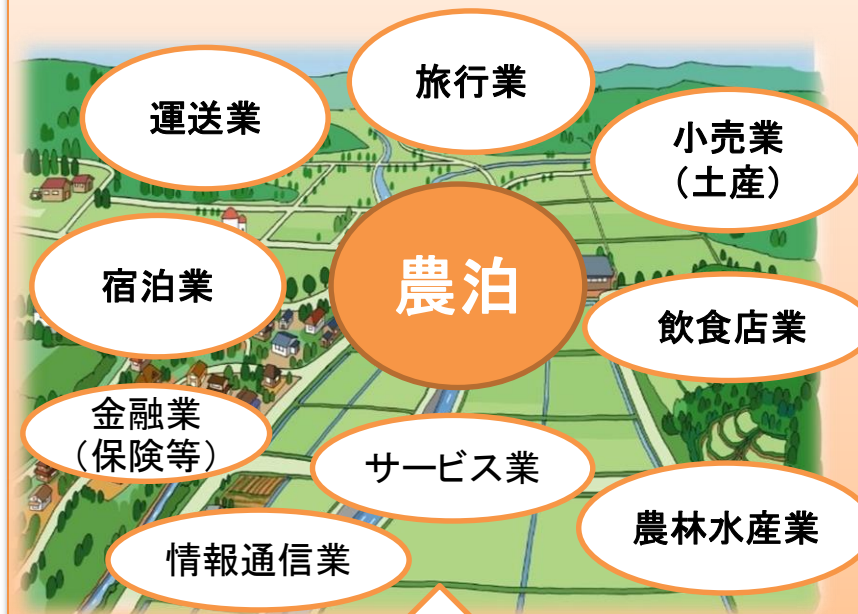 旅行業
運送業
小売業
（土産）
農泊
宿泊業
飲食店業
金融業
（保険等）
サービス業
農林水産業
情報通信業